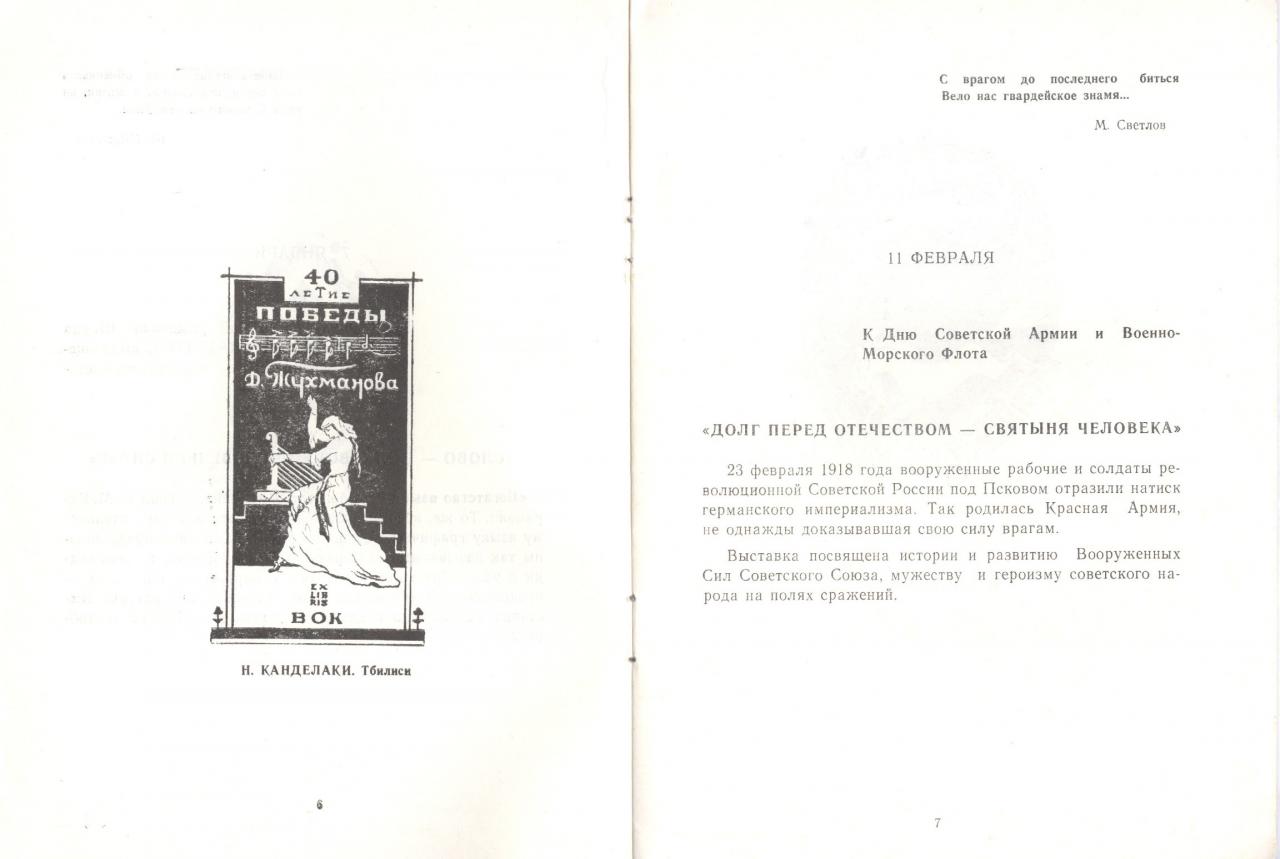 40
ЛЕТИЕ
ПОБЕДЫ
Д. Тухманова
EX
LIB
RIS
ВОК
Н. КАНДЕЛАКИ. Тбилиси
6
С врагом до последнего биться
Вело нас гвардейское знамя...
М. Светлов
11 ФЕВРАЛЯ
К Дню Советской Армии и Военно-
Морского Флота
«ДОЛГ ПЕРЕД ОТЕЧЕСТВОМ — СВЯТЫНЯ ЧЕЛОВЕКА»
23 февраля 1918 года вооруженные рабочие и солдаты ре-
волюционной Советской России под Псковом отразили натиск
германского империализма. Так родилась Красная Армия,
не однажды доказывавшая свою силу врагам.
Выставка посвящена истории и развитию Вооруженных
Сил Советского Союза, мужеству и героизму советского на-
рода на полях сражений.
7